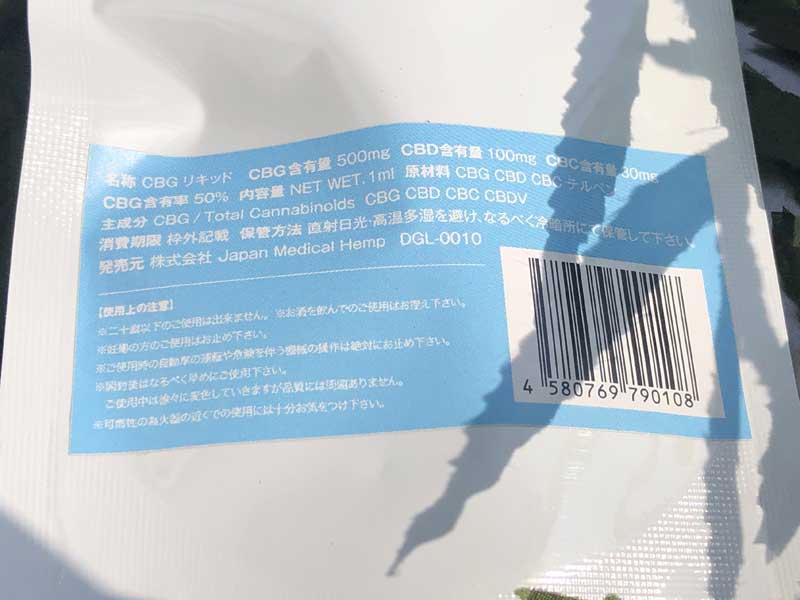 名称 CBG リキッド CBG含有量 500mg CBD含有量 100mg CBC含有量 30mg
CBG含有率 50% 内容量 NET WET. 1ml 原材料 CBG CBD CBC テルペン
主成分 CBG / Total Cannabinolds CBG CBD CBC CBDV
消費期限 枠外記載 保管方法 直射日光・高温多湿を避け、なるべく冷暗所にて保管して下さい。
発売元 株式会社 Japan Medical Hemp DGL-0010
【使用上の注意】
※二十歳以下のご使用は出来ません。※お酒を飲んでのご使用はお控え下さい。
※妊婦の方のご使用はお止め下さい。
※ご使用時の自動車の運転や危険を伴う機械の操作は絶対にお止め下さい。
※開封後はなるべく早めにご使用下さい。
ご使用中は徐々に変色していきますが品質には問題ありません。
※可燃性の為火器の近くでの使用には十分お気をつけ下さい。
4 580769 790108